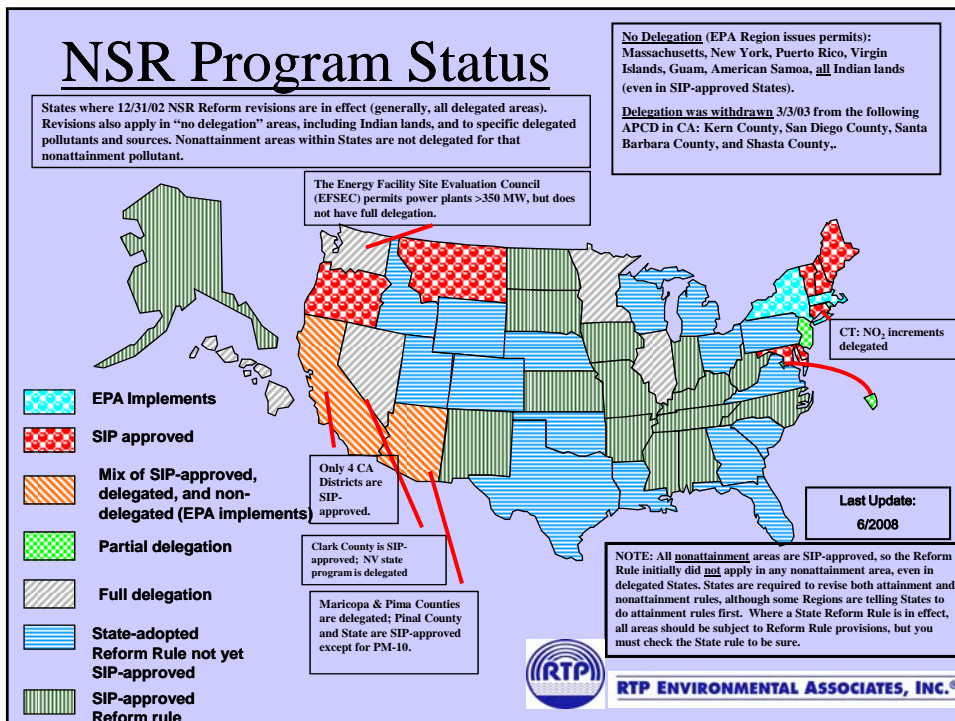 NSR Program Status
No Delegation (EPA Region issues permits):
Massachusetts, New York, Puerto Rico, Virgin
Islands, Guam, American Samoa, all Indian lands
(even in SIP-approved States).
Delegation was withdrawn 3/3/03 from the following
APCD in CA: Kern County, San Diego County, Santa
Barbara County, and Shasta County,.
States where 12/31/02 NSR Reform revisions are in effect (generally, all delegated areas).
Revisions also apply in “no delegation” areas, including Indian lands, and to specific delegated
pollutants and sources. Nonattainment areas within States are not delegated for that
nonattainment pollutant.
The Energy Facility Site Evaluation Council
(EFSEC) permits power plants >350 MW, but does
not have full delegation.
CT: NO2 increments
delegated
EPA Implements
SIP approved
Mix of SIP-approved,
delegated, and non-
delegated (EPA implements)
Partial delegation
Full delegation
State-adopted
Reform Rule not yet
SIP-approved
SIP-approved
Reform rule
Only 4 CA
Districts are
SIP-
approved.
Clark County is SIP-
approved; NV state
program is delegated
Maricopa & Pima Counties
are delegated; Pinal County
and State are SIP-approved
except for PM-10.
Last Update:
6/2008
NOTE: All nonattainment areas are SIP-approved, so the Reform
Rule initially did not apply in any nonattainment area, even in
delegated States. States are required to revise both attainment and
nonattainment rules, although some Regions are telling States to
do attainment rules first. Where a State Reform Rule is in effect,
all areas should be subject to Reform Rule provisions, but you
must check the State rule to be sure.
RTP
RTP ENVIRONMENTAL ASSOCIATES, INC.®